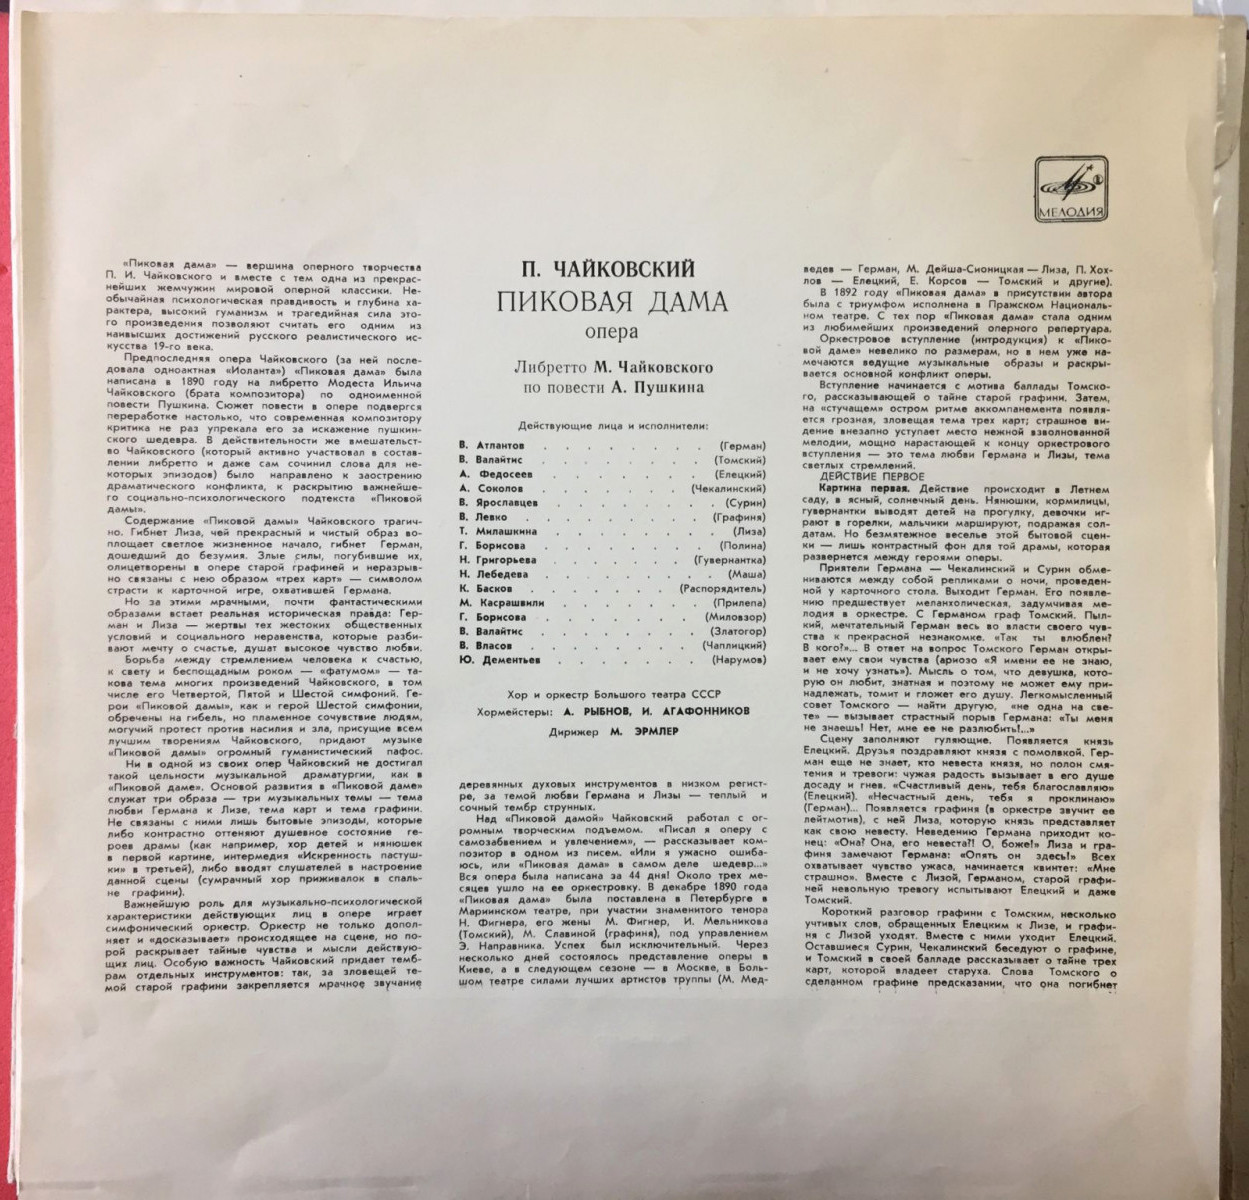 МЕЛОДИЯ
«Пиковая дама» — вершина оперного творчества
П. И. Чайковского и вместе с тем одна из прекрас-
нейших жемчужин мировой оперной классики. Не-
обычайная психологическая правдивость и глубина ха-
рактера, высокий гуманизм и трагедийная сила это-
го произведения позволяют считать его одним из
наивысших достижений русского реалистического ис-
кусства 19-го века.
Предпоследняя опера Чайковского (за ней после-
довала одноактная «Иоланта») «Пиковая дама» была
написана в 1890 году на либретто Модеста Ильича
Чайковского (брата композитора) по одноименной
повести Пушкина. Сюжет повести в опере подвергся
переработке настолько, что современная композитору
критика не раз упрекала его за искажение пушкин-
ского шедевра. В действительности же вмешательст-
во Чайковского (который активно участвовал в состав-
лении либретто и даже сам сочинил слова для не-
которых эпизодов) было направлено к заострению
драматического конфликта, к раскрытию важнейше-
го социально-психологического подтекста «Пиковой
дамы».
Содержание «Пиковой дамы» Чайковского трагич-
но. Гибнет Лиза, чей прекрасный и чистый образ во-
площает светлое жизненное начало, гибнет Герман,
дошедший до безумия. Злые силы, погубившие их,
олицетворены в опере старой графиней и неразрыв-
но связаны с нею образом «трех карт» — символом
страсти к карточной игре, охватившей Германа.
Но за этими мрачными, почти фантастическими
образами встает реальная историческая правда: Гер-
ман и Лиза — жертвы тех жестоких общественных
условий и социального неравенства, которые разби-
вают мечту о счастье, душат высокое чувство любви.
Борьба между стремлением человека к счастью,
к свету и беспощадным роком — «фатумом» — та-
кова тема многих произведений Чайковского, в том
числе его Четвертой, Пятой и Шестой симфоний. Ге-
рои «Пиковой дамы», как и герой Шестой симфонии,
обречены на гибель, но пламенное сочувствие людям,
могучий протест против насилия и зла, присущие всем
лучшим творениям Чайковского, придают музыке
«Пиковой дамы» огромный гуманистический пафос.
Ни в одной из своих опер Чайковский не достигал
такой цельности музыкальной драматургии, как в
«Пиковой даме». Основой развития в «Пиковой даме»
служат три образа — три музыкальных темы — тема
любви Германа к Лизе, тема карт и тема графини.
Не связаны с ними лишь бытовые эпизоды, которые
либо контрастно оттеняют душевное состояние ге-
роев драмы (как например, хор детей и нянюшек
в первой картине, интермедия «Искренность пастуш-
ки» в третьей), либо вводят слушателей в настроение
данной сцены (сумрачный хор приживалок в спаль-
не графини).
Важнейшую роль для музыкально-психологической
характеристики действующих лиц в опере играет
симфонический оркестр. Оркестр не только допол-
няет и «досказывает» происходящее на сцене, но по-
рой раскрывает тайные чувства и мысли действую-
щих лиц. Особую важность Чайковский придает темб-
рам отдельных инструментов: так, за зловещей те-
мой старой графини закрепляется мрачное звучание
П. ЧАЙКОВСКИЙ
ПИКОВАЯ ДАМА
опера
Либретто М. Чайковского
по повести А. Пушкина
Действующие лица и исполнители:
В. Атлантов . . . . . . . (Герман)
В. Валайтис . . . . . . . (Томский)
А. Федосеев . . . . . . . (Елецкий)
А. Соколов . . . . . . (Чекалинский)
В. Ярославцев . . . . . . . (Сурин)
В. Левко . . . . . . . . (Графиня)
Т. Милашкина . . . . . . . (Лиза)
Г. Борисова . . . . . . . (Полина)
Н. Григорьева . . . . . (Гувернантка)
Н. Лебедева . . . . . . . (Маша)
К. Басков . . . . . . (Распорядитель)
М. Касрашвили . . . . . . (Прилепа)
Г. Борисова . . . . . . . (Миловзор)
В. Валайтис . . . . . . . (Златогор)
В. Власов . . . . . . . (Чаплицкий)
Ю. Дементьев . . . . . . (Нарумов)
Хор и оркестр Большого театра СССР
Хормейстеры: А. РЫБНОВ, И. АГАФОННИКОВ
Дирижер М. ЭРМЛЕР
деревянных духовых инструментов в низком регист-
ре, за темой любви Германа и Лизы — теплый и
сочный тембр струнных.
Над «Пиковой дамой» Чайковский работал с ог-
ромным творческим подъемом. «Писал я оперу с
самозабвением и увлечением», — рассказывает ком-
позитор в одном из писем. «Или я ужасно ошиба-
юсь, или «Пиковая дама» в самом деле шедевр...»
Вся опера была написана за 44 дня! Около трех ме-
сяцев ушло на ее оркестровку. В декабре 1890 года
«Пиковая дама» была поставлена в Петербурге в
Мариинском театре, при участии знаменитого тенора
Н. Фигнера, его жены М. Фигнер, И. Мельникова
(Томский), М. Славиной (графиня), под управлением
Э. Направника. Успех был исключительный. Через
несколько дней состоялось представление оперы в
Киеве, а в следующем сезоне — в Москве, в Боль-
шом театре силами лучших артистов труппы (М. Мед-
ведев — Герман, М. Дейша-Сионицкая — Лиза, П. Хох-
лов — Елецкий, Е. Корсов — Томский и другие).
В 1892 году «Пиковая дама» в присутствии автора
была с триумфом исполнена в Пражском Националь-
ном театре. С тех пор «Пиковая дама» стала одним
из любимейших произведений оперного репертуара.
Оркестровое вступление (интродукция) к «Пико-
вой даме» невелико по размерам, но в нем уже на-
мечаются ведущие музыкальные образы и раскры-
вается основной конфликт оперы.
Вступление начинается с мотива баллады Томско-
го, рассказывающей о тайне старой графини. Затем,
на «стучащем» остром ритме аккомпанемента появля-
ется грозная, зловещая тема трех карт; страшное ви-
дение внезапно уступает место нежной взволнованной
мелодии, мощно нарастающей к концу оркестрового
вступления — это тема любви Германа и Лизы, тема
светлых стремлений.
ДЕЙСТВИЕ ПЕРВОЕ
Картина первая. Действие происходит в Летнем
саду, в ясный, солнечный день. Нянюшки, кормилицы,
гувернантки выводят детей на прогулку, девочки иг-
рают в горелки, мальчики маршируют, подражая сол-
датам. Но безмятежное веселье этой бытовой сцен-
ки — лишь контрастный фон для той драмы, которая
развернется между героями оперы.
Приятели Германа — Чекалинский и Сурин обме-
ниваются между собой репликами о ночи, проведен-
ной у карточного стола. Выходит Герман. Его появле-
нию предшествует меланхолическая, задумчивая ме-
лодия в оркестре. С Германом граф Томский. Пыл-
кий, мечтательный Герман весь во власти своего чув-
ства к прекрасной незнакомке. «Так ты влюблен?
В кого?»... В ответ на вопрос Томского Герман откры-
вает ему свои чувства (ариозо «Я имени ее не знаю,
и не хочу узнать»). Мысль о том, что девушка, кото-
рую он любит, знатная и поэтому не может ему при-
надлежать, томит и гложет его душу. Легкомысленный
совет Томского — найти другую, «не одна на све-
те» — вызывает страстный порыв Германа: «Ты меня
не знаешь! Нет, мне ее не разлюбить!...»
Сцену заполняют гуляющие. Появляется князь
Елецкий. Друзья поздравляют князя с помолвкой. Гер-
ман еще не знает, кто невеста князя, но полон смя-
тения и тревоги: чужая радость вызывает в его душе
досаду и гнев. «Счастливый день, тебя благославляю»
(Елецкий). «Несчастный день, тебя я проклинаю»
(Герман)... Появляется графиня (в оркестре звучит ее
лейтмотив), с ней Лиза, которую князь представляет
как свою невесту. Неведению Германа приходит ко-
нец: «Она? Она, его невеста?! О, боже!» Лиза и гра-
финя замечают Германа: «Опять он здесь!» Всех
охватывает чувство ужаса, начинается квинтет: «Мне
страшно». Вместе с Лизой, Германом, старой графи-
ней невольную тревогу испытывают Елецкий и даже
Томский.
Короткий разговор графини с Томским, несколько
учтивых слов, обращенных Елецким к Лизе, и графи-
ня с Лизой уходят. Вместе с ними уходит Елецкий.
Оставшиеся Сурин, Чекалинский беседуют о графине,
и Томский в своей балладе рассказывает о тайне трех
карт, которой владеет старуха. Слова Томского о
сделанном графине предсказании, что она погибнет